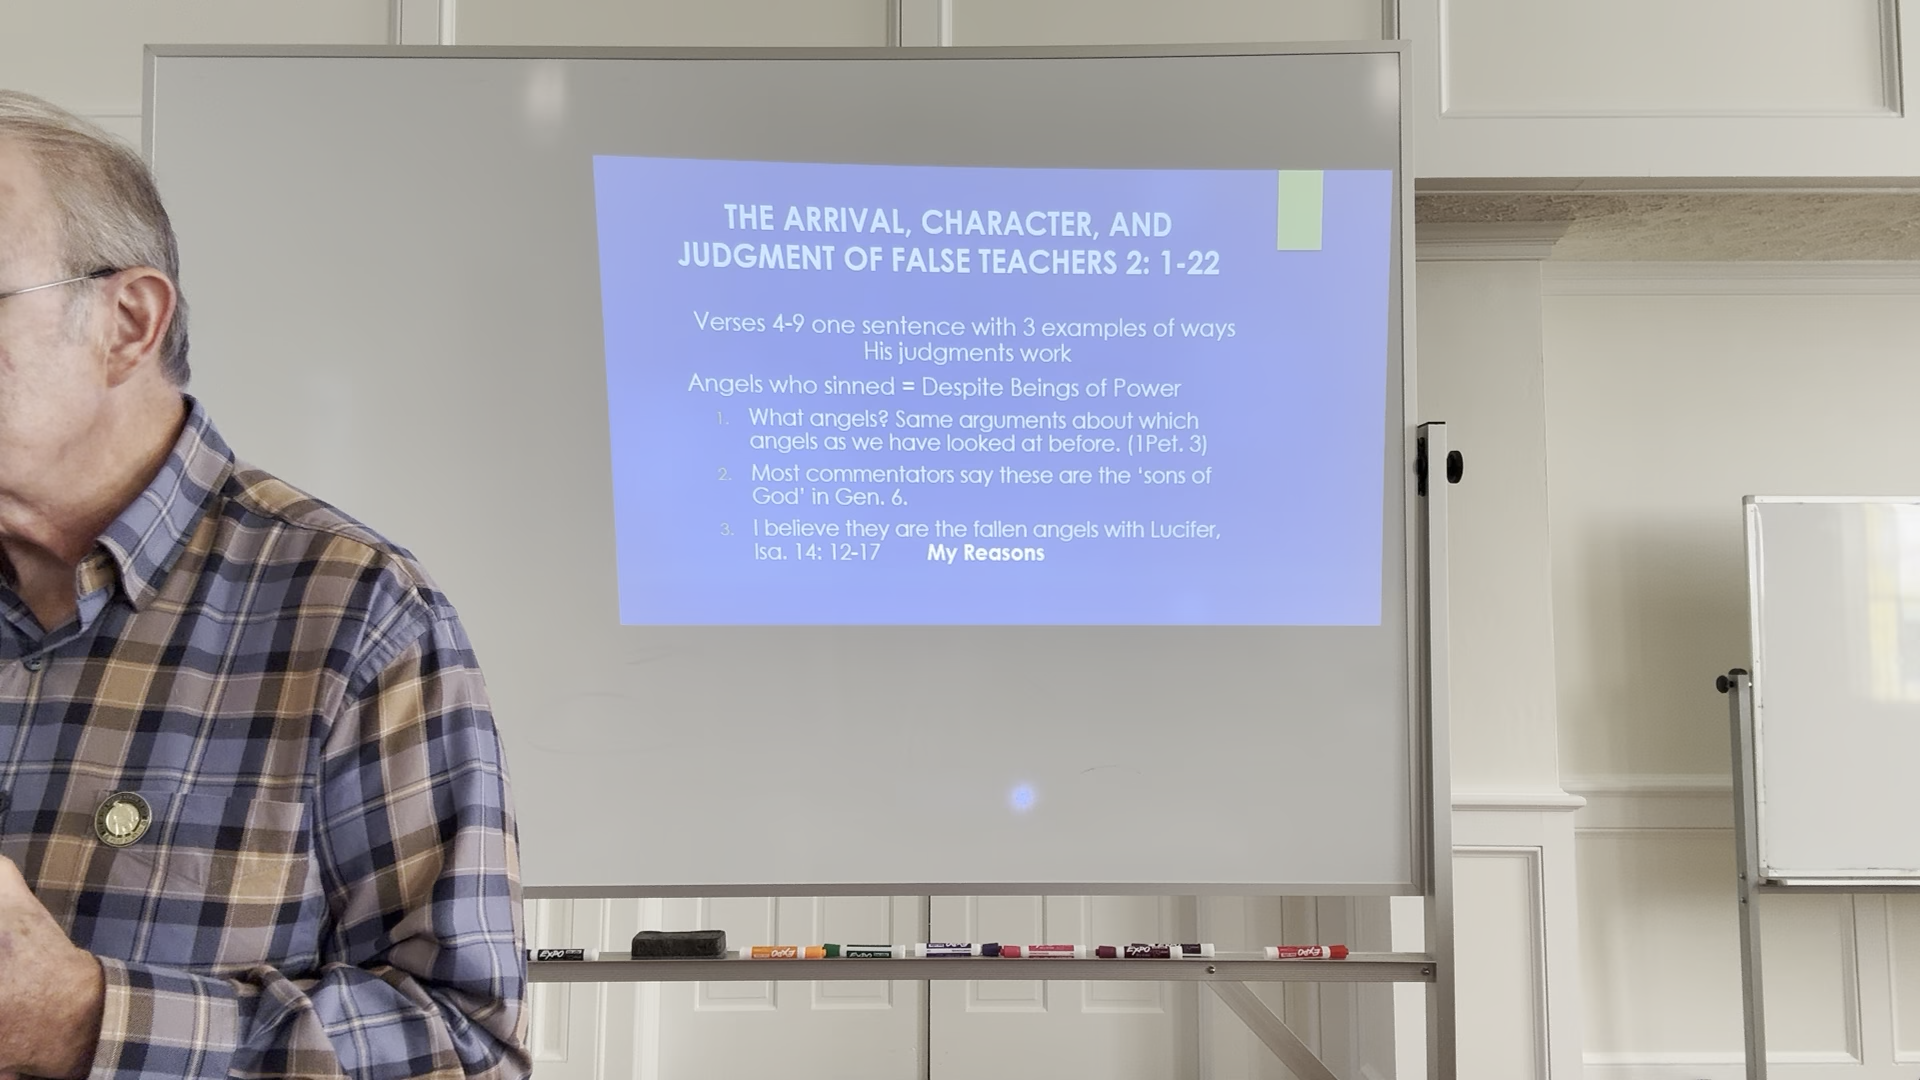 THE ARRIVAL, CHARACTER, AND
JUDGMENT OF FALSE TEACHERS 2: 1-22
Verses 4-9 one sentence with 3 examples of ways
His judgments work
Angels who sinned = Despite Beings of Power
1. What angels? Same arguments about which
angels as we have looked at before. (1Pet. 3)
2. Most commentators say these are the 'sons of
God' in Gen. 6.
3. I believe they are the fallen angels with Lucifer,
Isa. 14: 12-17 My Reasons
EXPO
EXPO
EXPO
EXPO
EXPO
EXPO